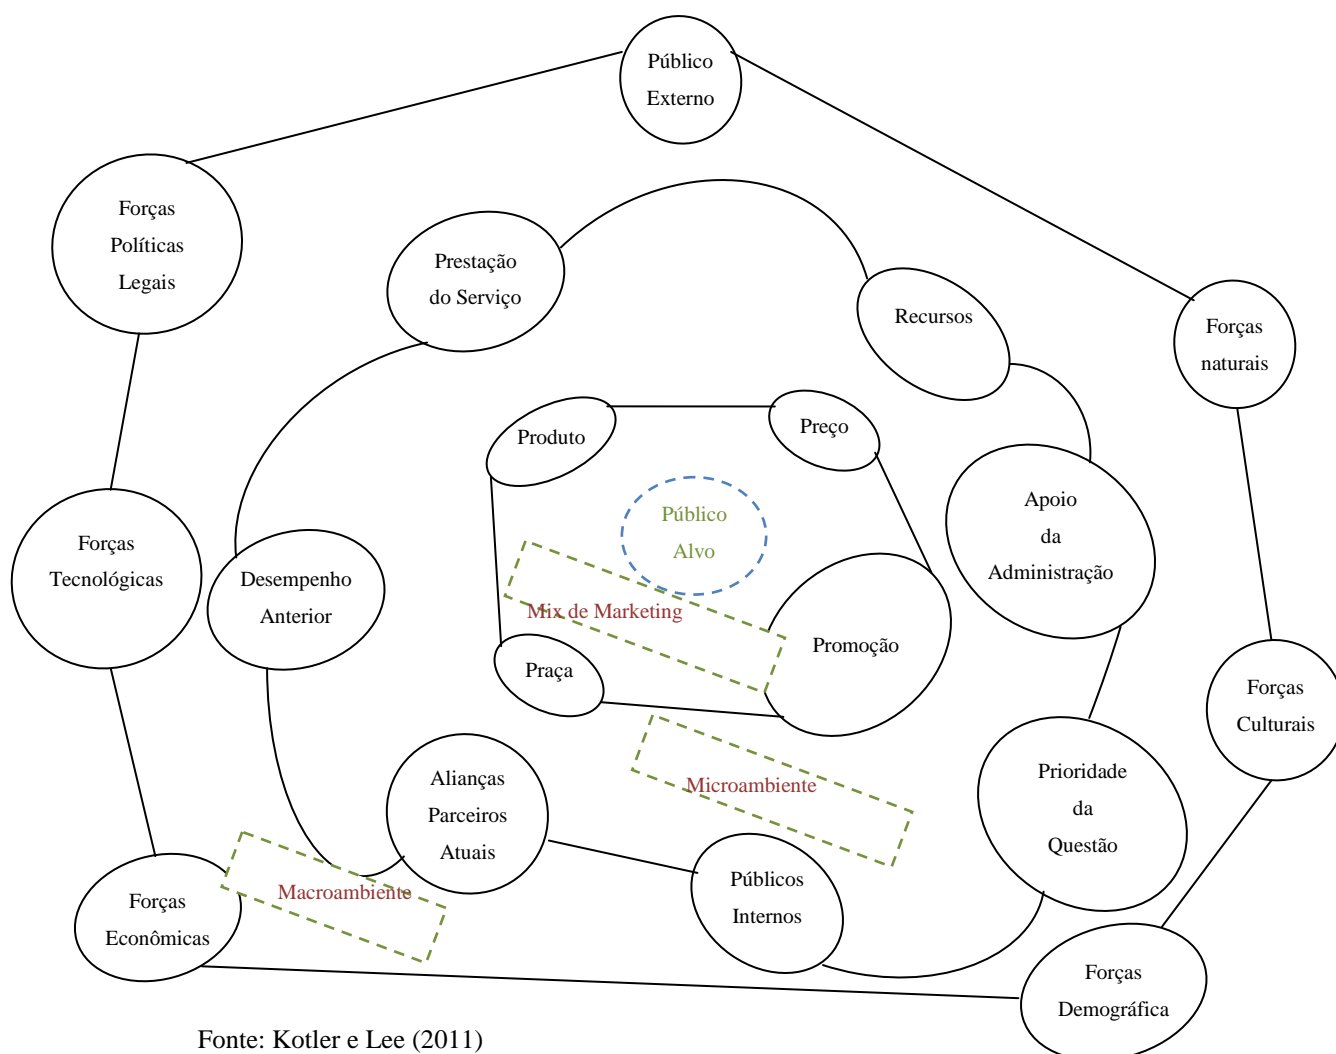 Público
Externo
Forças
Políticas
Legais
Prestação
do Serviço
Recursos
Forças
naturais
Produto
Preço
Público
Alvo
Apoio
da
Administração
Forças
Tecnológicas
Desempenho
Anterior
Mix de Marketing
Promoção
Praça
Forças
Culturais
Alianças
Parceiros
Atuais
Microambiente
Prioridade
da
Questão
Macroambiente
Públicos
Internos
Forças
Econômicas
Forças
Demográfica
Fonte: Kotler e Lee (2011)